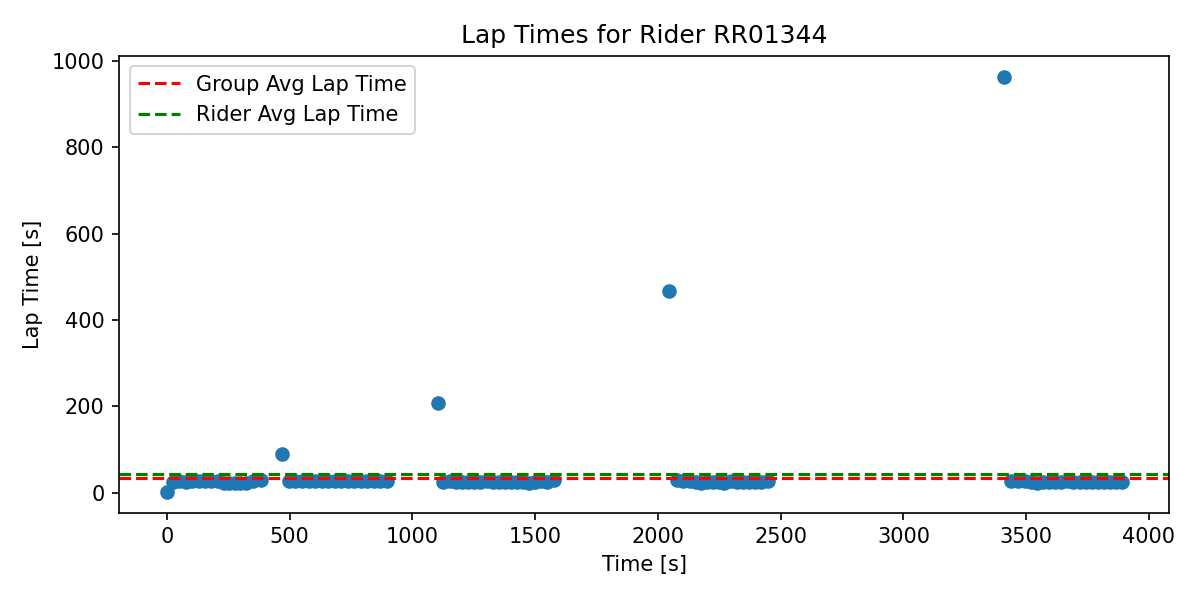 Lap Times for Rider RR01344
Group Avg Lap Time
Rider Avg Lap Time
Lap Time [s]
1000
800
600
400
200
0
0 500 1000 1500 2000 2500 3000 3500 4000
Time [s]